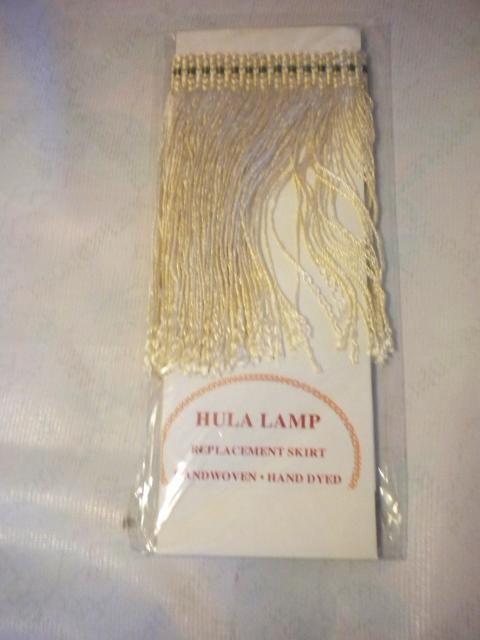 HULA LAMP
REPLACEMENT SKIRT
ANDWOVEN • HAND DYED